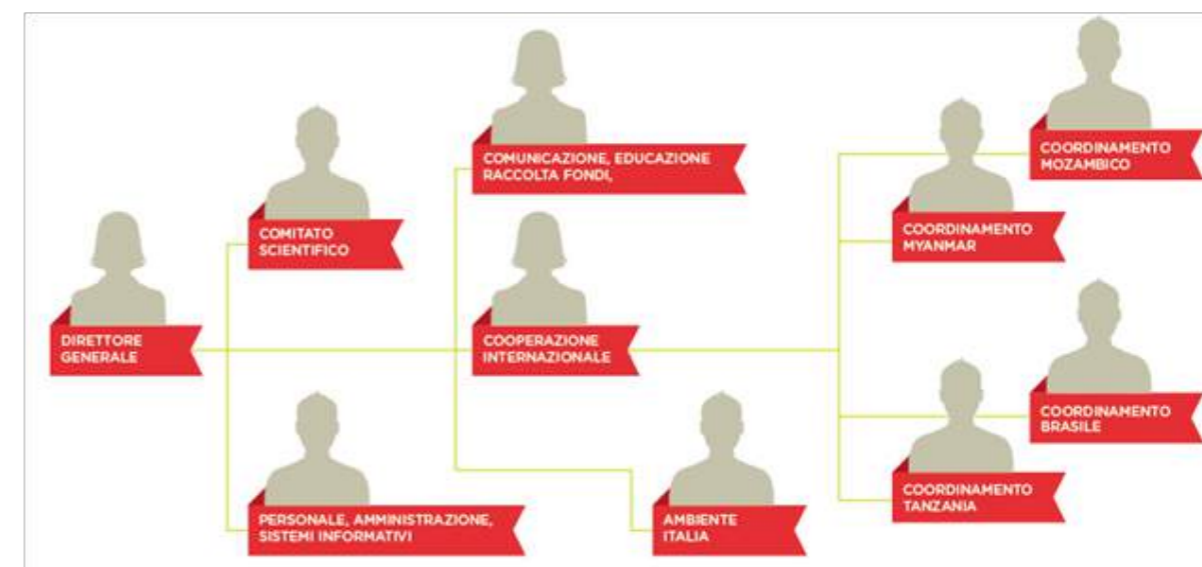 COMUNICAZIONE, EDUCAZIONE
RACCOLTA FONDI,
COORDINAMENTO
MOZAMBICO
COMITATO
SCIENTIFICO
COORDINAMENTO
MYANMAR
DIRETTORE
GENERALE
COOPERAZIONE
INTERNAZIONALE
COORDINAMENTO
BRASILE
COORDINAMENTO
TANZANIA
PERSONALE, AMMINISTRAZIONE,
SISTEMI INFORMATIVI
AMBIENTE
ITALIA